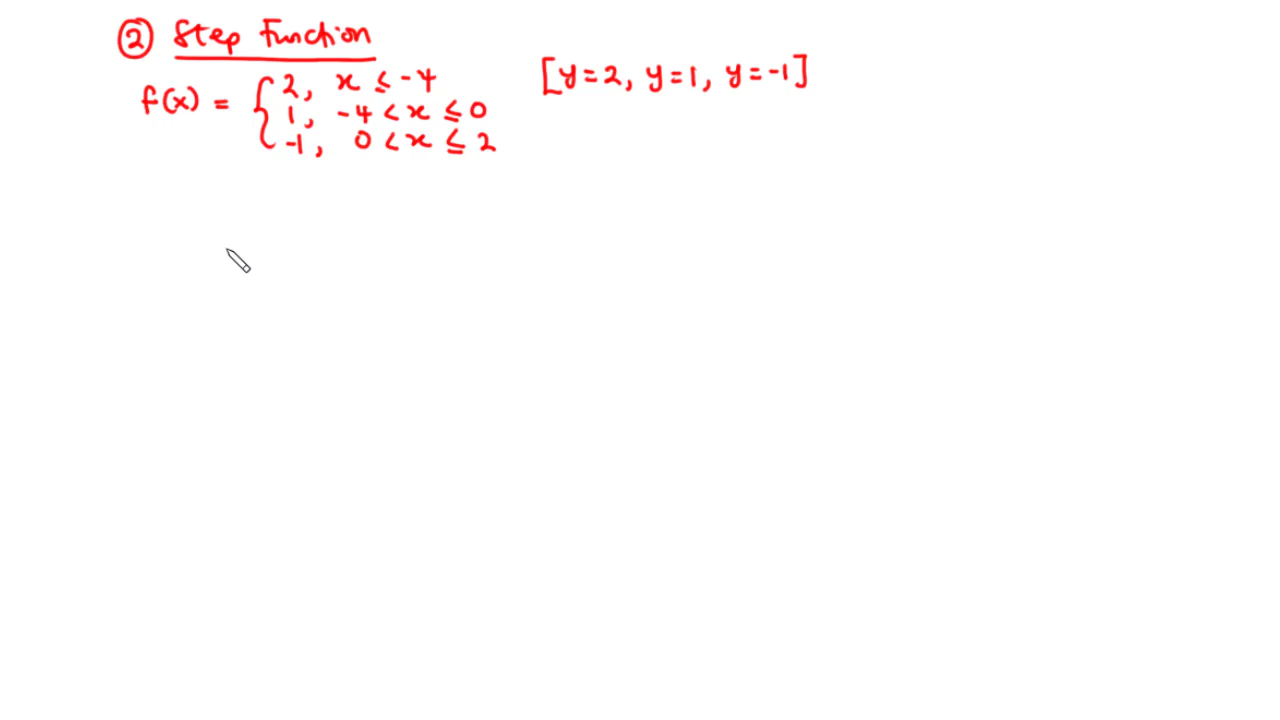 ② Step Function
f(x) = { 2, x ≤ -4 [y=2, y=1, y=-1]
1, -4 < x ≤ 0
-1, 0 < x ≤ 2